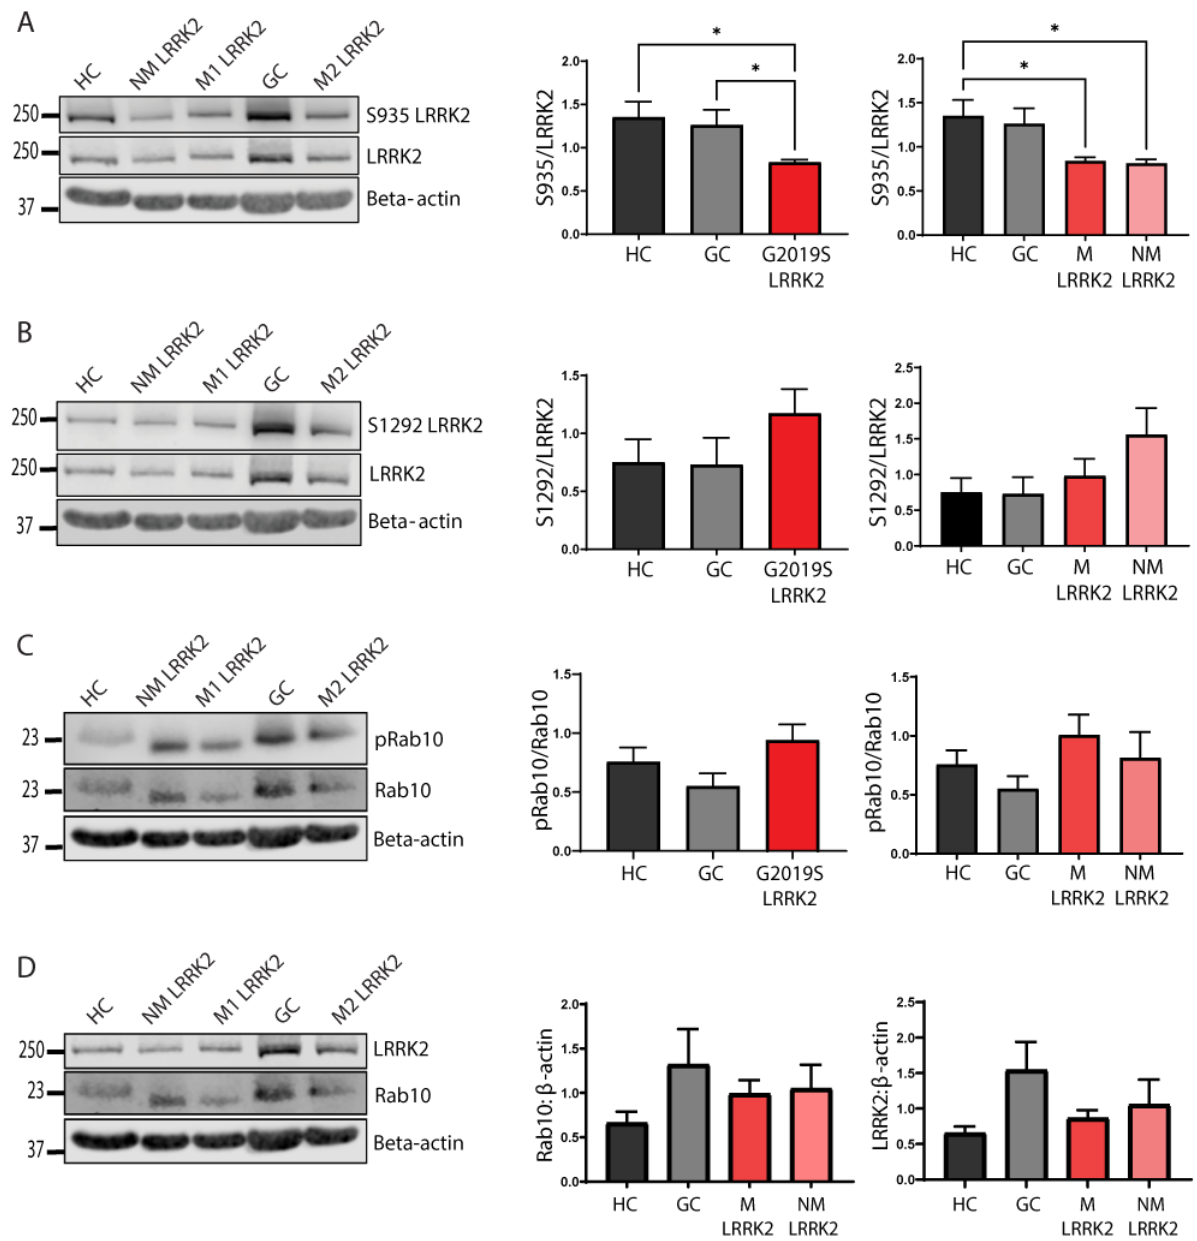 A
HC
NM LRRK2
M1 LRRK2
GC
M2 LRRK2
250
S935 LRRK2
250
LRRK2
37
Beta-actin
S935/LRRK2
2.0
1.5
1.0
0.5
0.0
*
*
HC
GC
G2019S
LRRK2
S935/LRRK2
2.0
1.5
1.0
0.5
0.0
*
*
HC
GC
M
LRRK2
NM
LRRK2
B
HC
NM LRRK2
M1 LRRK2
GC
M2 LRRK2
250
S1292 LRRK2
250
LRRK2
37
Beta-actin
S1292/LRRK2
1.5
1.0
0.5
0.0
HC
GC
G2019S
LRRK2
S1292/LRRK2
2.5
2.0
1.5
1.0
0.5
0.0
HC
GC
M
LRRK2
NM
LRRK2
C
HC
NM LRRK2
M1 LRRK2
GC
M2 LRRK2
23
pRab10
23
Rab10
37
Beta-actin
pRab10/Rab10
1.5
1.0
0.5
0.0
HC
GC
G2019S
LRRK2
pRab10/Rab10
1.5
1.0
0.5
0.0
HC
GC
M
LRRK2
NM
LRRK2
D
HC
NM LRRK2
M1 LRRK2
GC
M2 LRRK2
250
LRRK2
23
Rab10
37
Beta-actin
Rab10: β-actin
2.0
1.5
1.0
0.5
0.0
HC
GC
M
LRRK2
NM
LRRK2
LRRK2:β-actin
2.5
2.0
1.5
1.0
0.5
0.0
HC
GC
M
LRRK2
NM
LRRK2